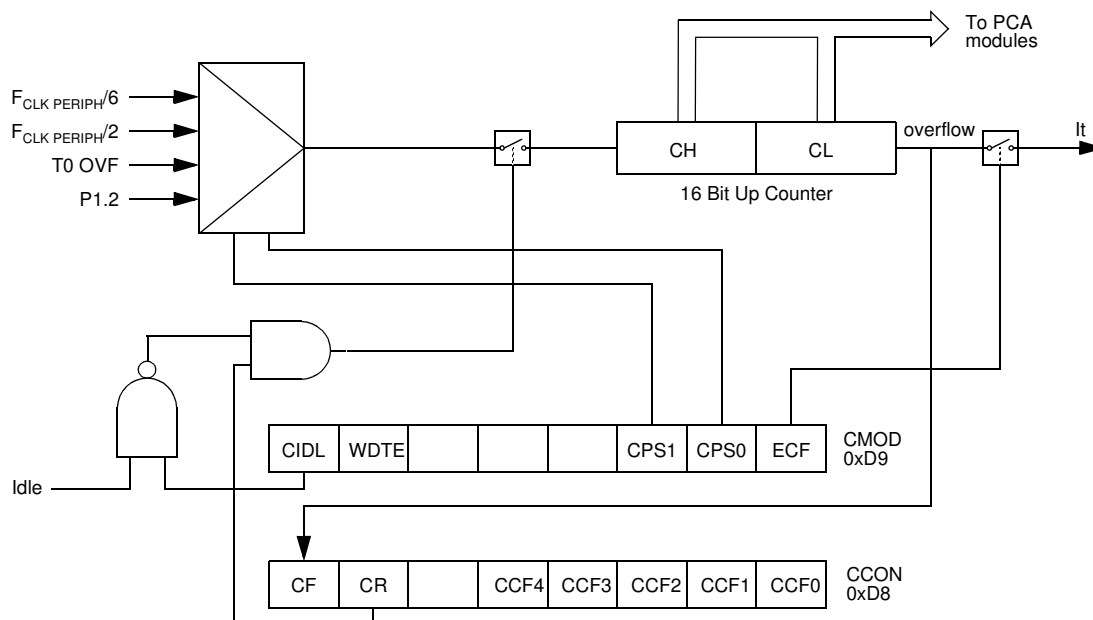 To PCA
modules
FCLK PERIPH/6
FCLK PERIPH/2
T0 OVF
P1.2
CH
CL
overflow
It
16 Bit Up Counter
CIDL
WDTE
CPS1
CPS0
ECF
CMOD
0xD9
Idle
CF
CR
CCF4
CCF3
CCF2
CCF1
CCF0
CCON
0xD8